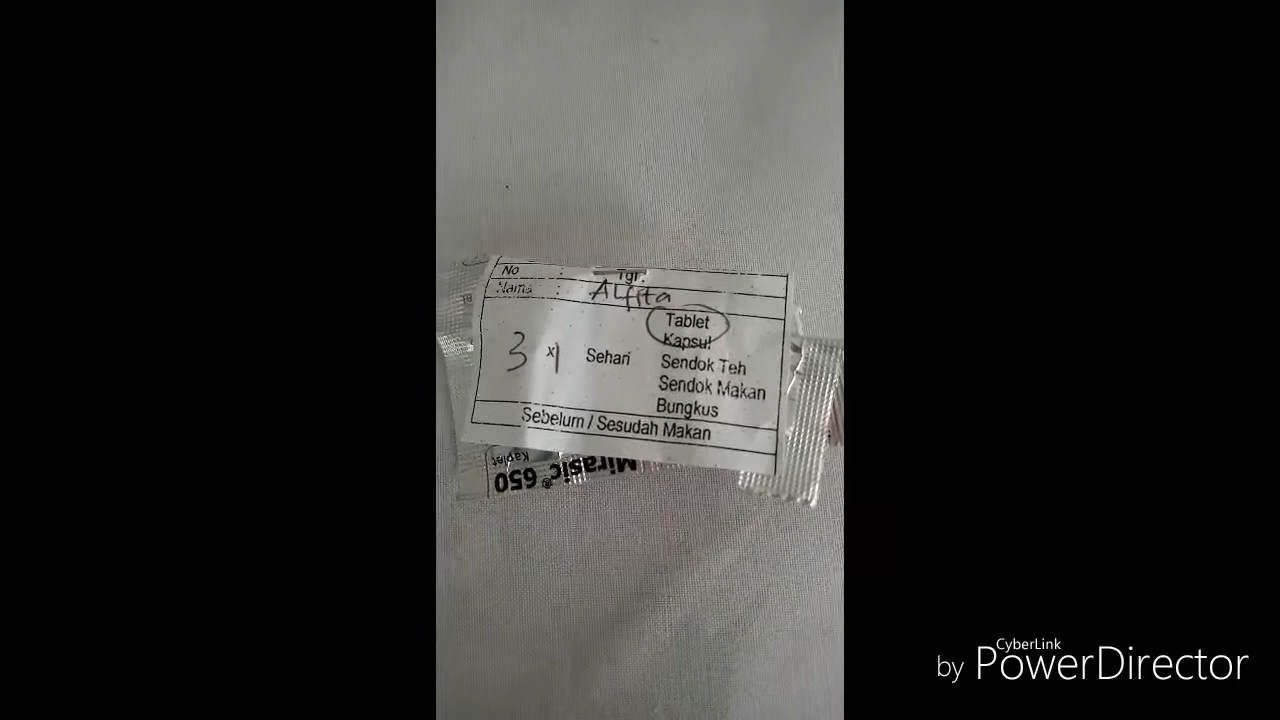 No : Tgl.
Nama : Alfita
Tablet
Kapsul
3 x 1 Sehari
Sendok Teh
Sendok Makan
Bungkus
Sebelum / Sesudah Makan
Mirasic® 650
Kaplet
CyberLink
by PowerDirector